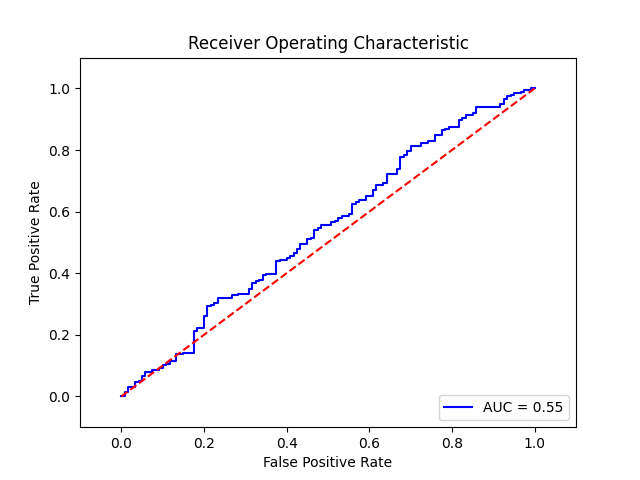 Receiver Operating Characteristic
True Positive Rate
1.0
0.8
0.6
0.4
0.2
0.0
AUC = 0.55
0.0 0.2 0.4 0.6 0.8 1.0
False Positive Rate